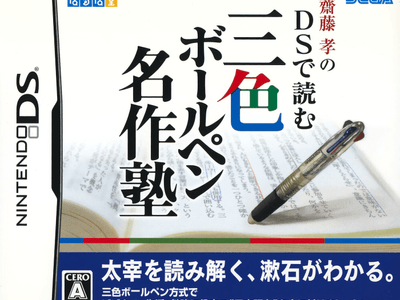 SEGA
齋藤 孝の
DSで読む
三色
ボールペン
名作塾
NINTENDO DS
太宰を読み解く、漱石がわかる。
三色ボールペン方式で
CERO
A